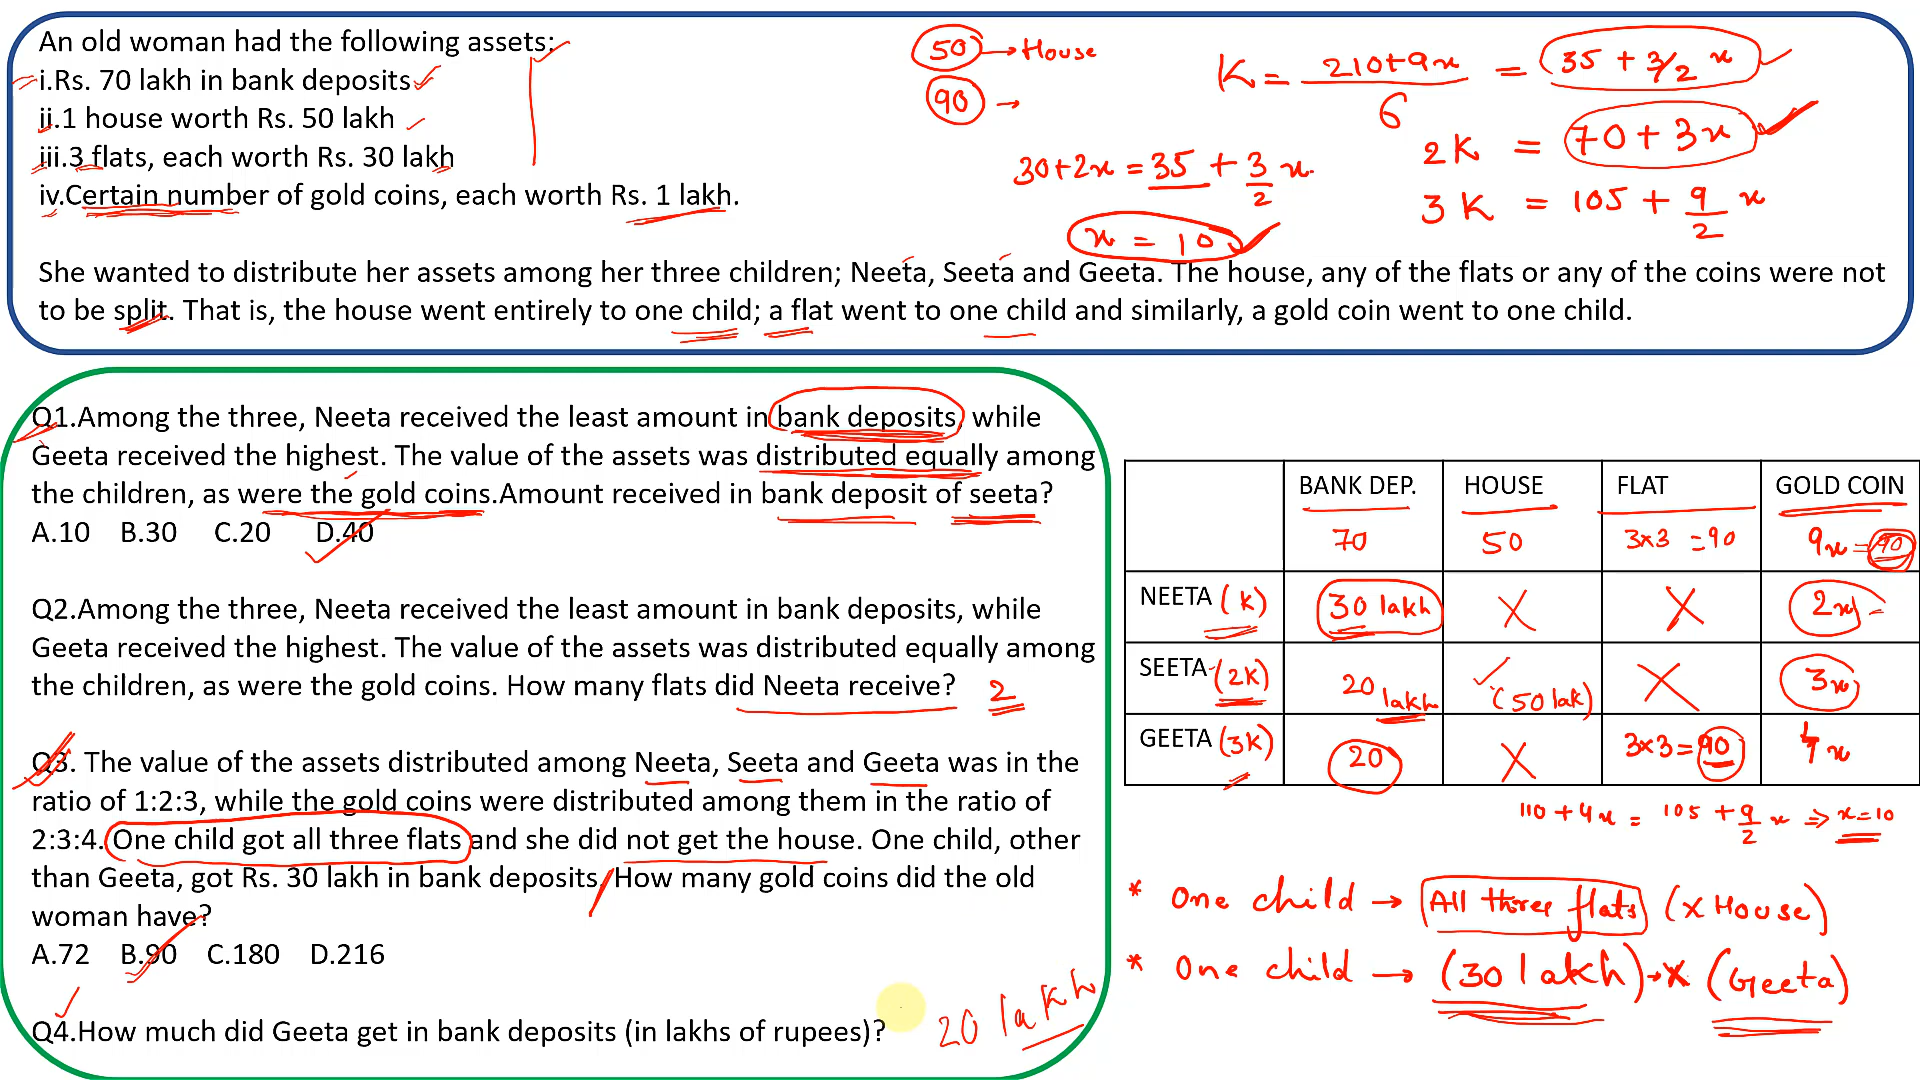 An old woman had the following assets:
i.Rs. 70 lakh in bank deposits
ii.1 house worth Rs. 50 lakh
iii.3 flats, each worth Rs. 30 lakh
iv.Certain number of gold coins, each worth Rs. 1 lakh.
50 → House
90 →
K = 210+9x / 6 = 35 + 3/2 x
2K = 70 + 3x
3K = 105 + 9/2 x
30+2x = 35 + 3/2 x.
x = 10
She wanted to distribute her assets among her three children; Neeta, Seeta and Geeta. The house, any of the flats or any of the coins were not
to be split. That is, the house went entirely to one child; a flat went to one child and similarly, a gold coin went to one child.
Q1.Among the three, Neeta received the least amount in bank deposits, while
Geeta received the highest. The value of the assets was distributed equally among
the children, as were the gold coins.Amount received in bank deposit of seeta?
A.10 B.30 C.20 D.40
Q2.Among the three, Neeta received the least amount in bank deposits, while
Geeta received the highest. The value of the assets was distributed equally among
the children, as were the gold coins. How many flats did Neeta receive? 2
Q3. The value of the assets distributed among Neeta, Seeta and Geeta was in the
ratio of 1:2:3, while the gold coins were distributed among them in the ratio of
2:3:4. One child got all three flats and she did not get the house. One child, other
than Geeta, got Rs. 30 lakh in bank deposits. How many gold coins did the old
woman have?
A.72 B.90 C.180 D.216
Q4.How much did Geeta get in bank deposits (in lakhs of rupees)? 20 lakh
BANK DEP. HOUSE FLAT GOLD COIN
70 50 3x3 = 90 9x = 90
NEETA (K) 30 lakh X X 2x
SEETA (2K) 20 lakh ✓ (50 lak) X 3x
GEETA (3K) 20 X 3x3 = 90 4x
110 + 4x = 105 + 9/2 x ⇒ x = 10
* One child → All three flats (X House)
* One child → (30 lakh) → X (Geeta)